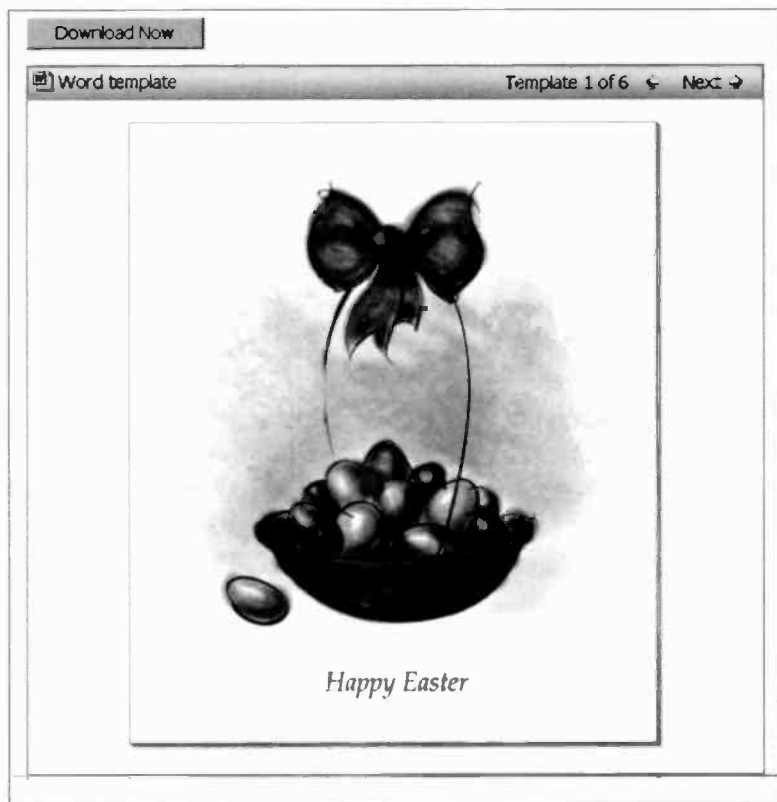 Download Now
Word template
Template 1 of 6
Next
Happy Easter